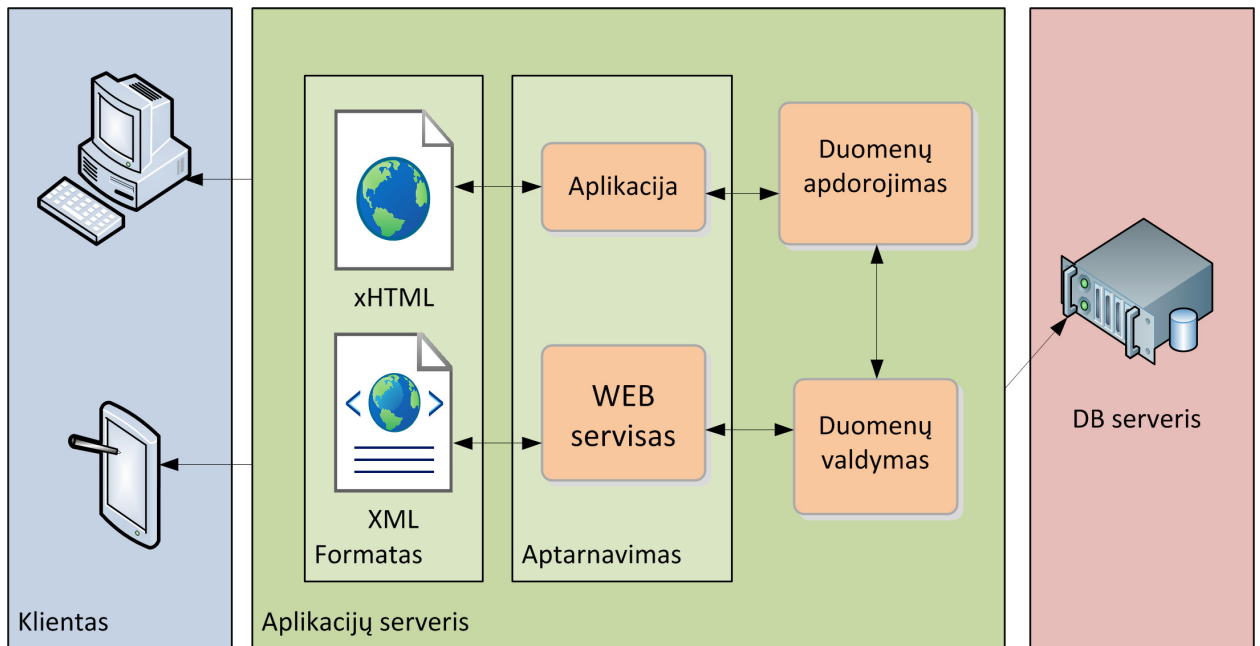 xHTML
XML
Formatas
Aplikacija
WEB
servisas
Aptarnavimas
Duomenų
apdorojimas
Duomenų
valdymas
DB serveris
Klientas
Aplikacijų serveris